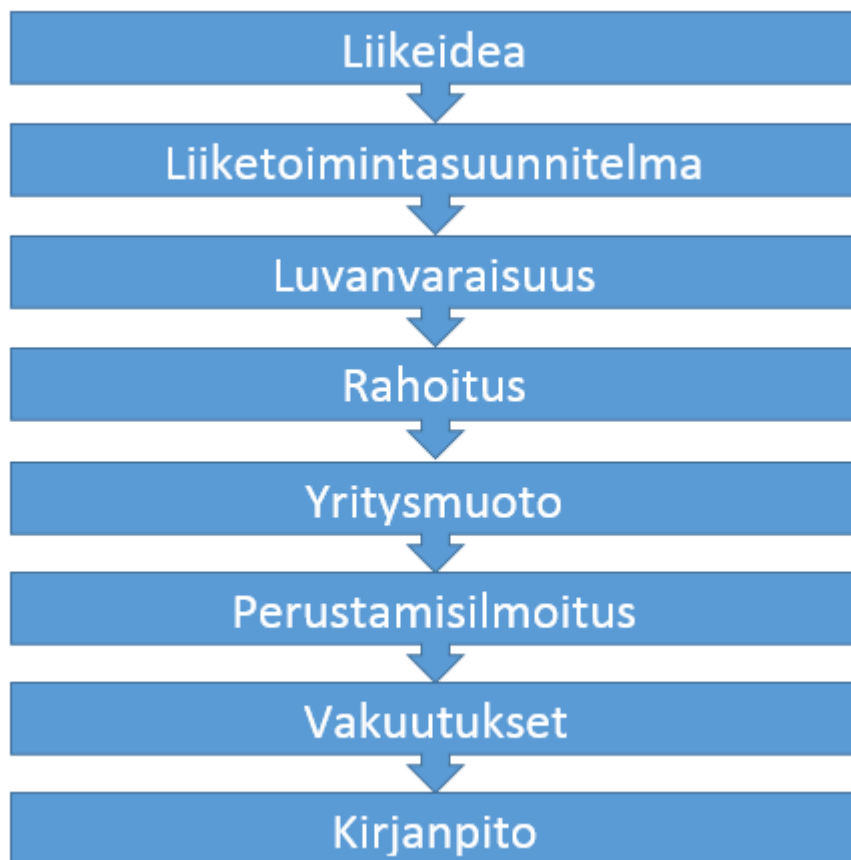 Liikeidea
Liiketoimintasuunnitelma
Luvanvaraisuus
Rahoitus
Yritysmuoto
Perustamisilmoitus
Vakuutukset
Kirjanpito